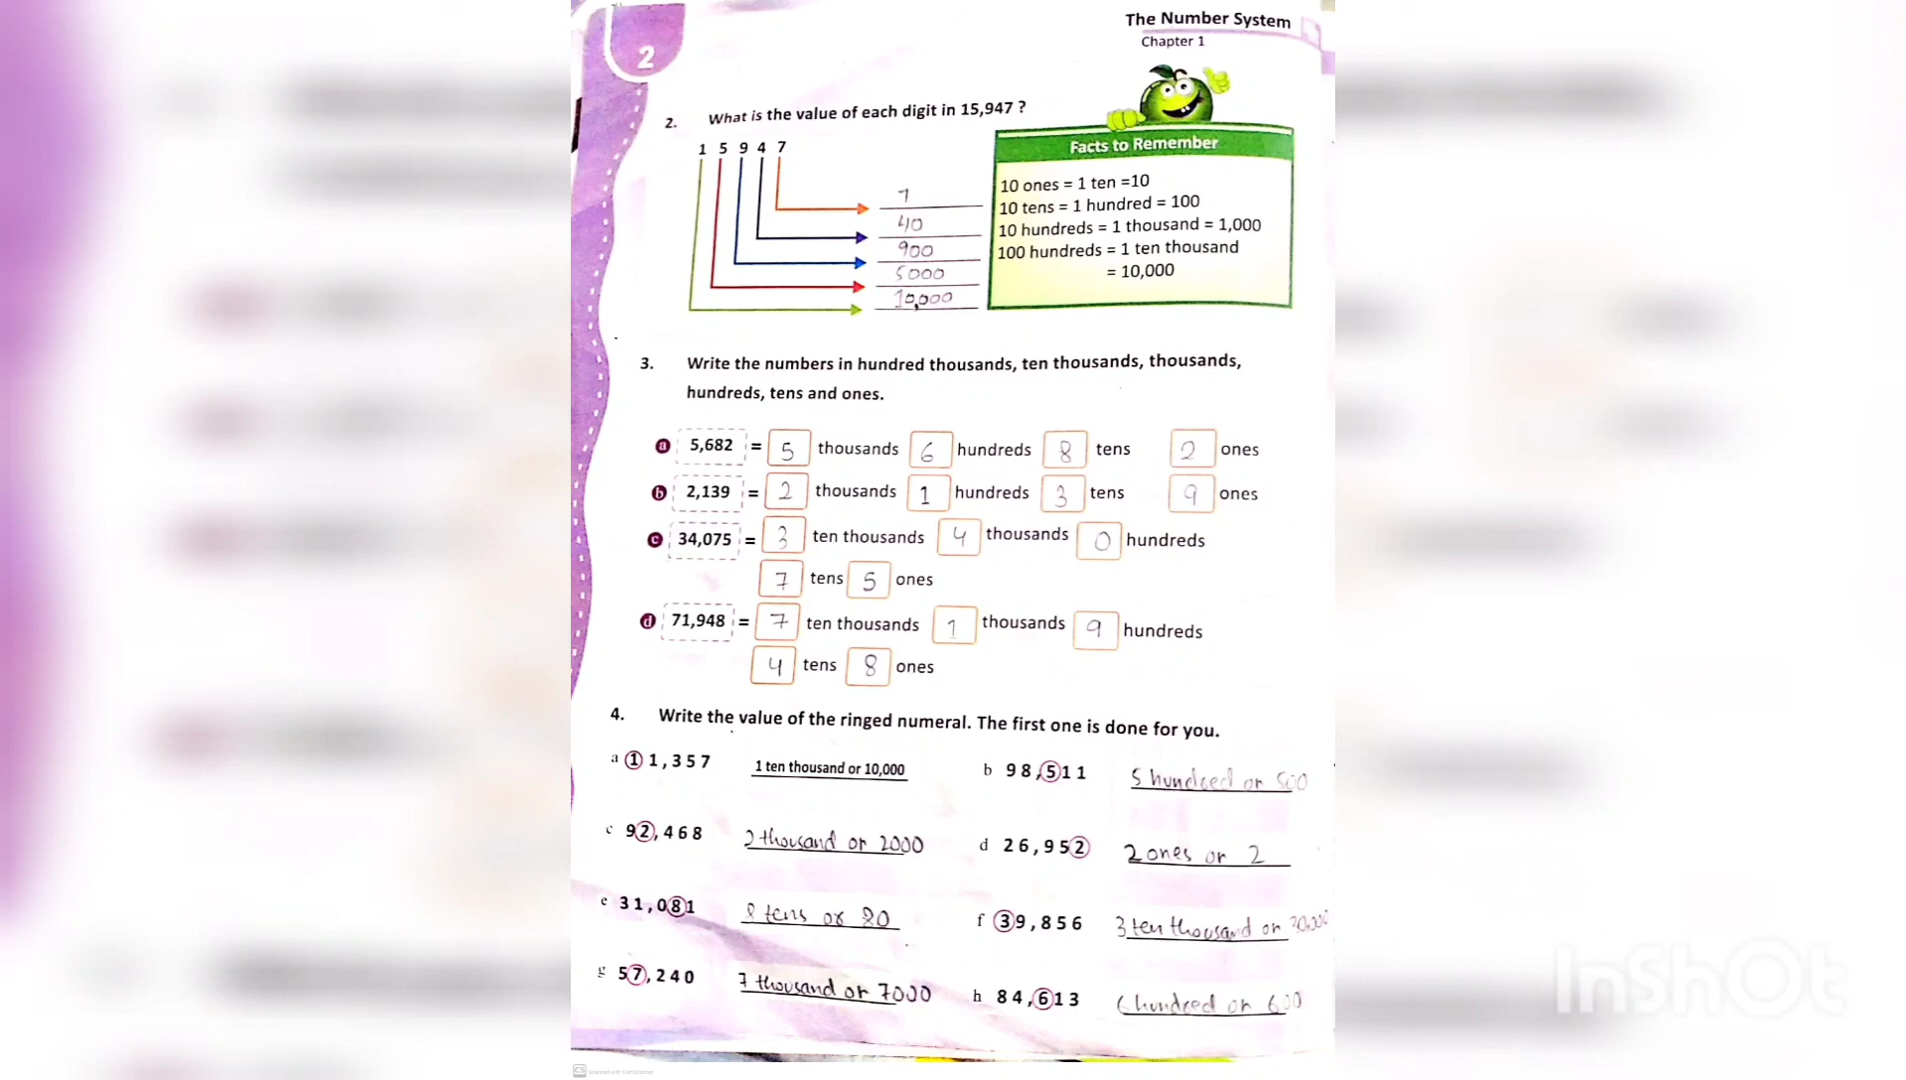 The Number System
Chapter 1
2
2. What is the value of each digit in 15,947 ?
1 5 9 4 7
7
40
900
5000
10,000
Facts to Remember
10 ones = 1 ten =10
10 tens = 1 hundred = 100
10 hundreds = 1 thousand = 1,000
100 hundreds = 1 ten thousand
= 10,000
3. Write the numbers in hundred thousands, ten thousands, thousands,
hundreds, tens and ones.
a 5,682 = 5 thousands 6 hundreds 8 tens 2 ones
b 2,139 = 2 thousands 1 hundreds 3 tens 9 ones
c 34,075 = 3 ten thousands 4 thousands 0 hundreds
7 tens 5 ones
d 71,948 = 7 ten thousands 1 thousands 9 hundreds
4 tens 8 ones
4. Write the value of the ringed numeral. The first one is done for you.
a 11,357 1 ten thousand or 10,000 b 98,511 5 hundred or 500
c 92,468 2 thousand or 2000 d 26,952 2 ones or 2
e 31,081 8 tens or 80 f 39,856 3 ten thousand or 30,000
g 57,240 7 thousand or 7000 h 84,613 6 hundred or 600
CS Scanned with CamScanner
InShOt